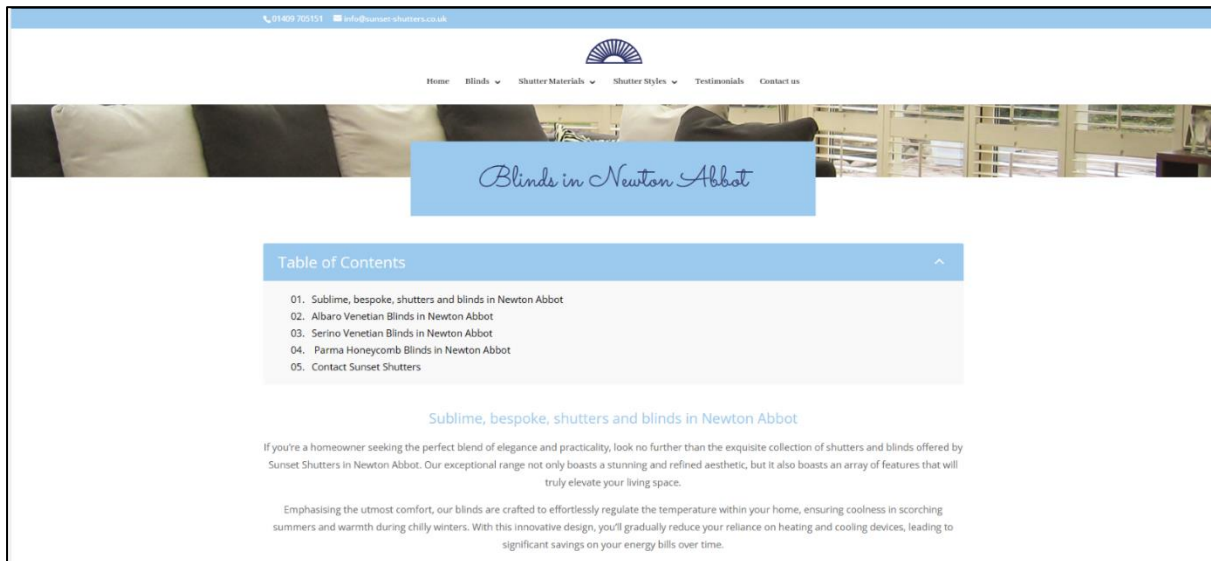 01409 705151 info@sunset-shutters.co.uk
Home Blinds Shutter Materials Shutter Styles Testimonials Contact us
Blinds in Newton Abbot
Table of Contents
01. Sublime, bespoke, shutters and blinds in Newton Abbot
02. Albaro Venetian Blinds in Newton Abbot
03. Serino Venetian Blinds in Newton Abbot
04. Parma Honeycomb Blinds in Newton Abbot
05. Contact Sunset Shutters
Sublime, bespoke, shutters and blinds in Newton Abbot
If you're a homeowner seeking the perfect blend of elegance and practicality, look no further than the exquisite collection of shutters and blinds offered by
Sunset Shutters in Newton Abbot. Our exceptional range not only boasts a stunning and refined aesthetic, but it also boasts an array of features that will
truly elevate your living space.
Emphasising the utmost comfort, our blinds are crafted to effortlessly regulate the temperature within your home, ensuring coolness in scorching
summers and warmth during chilly winters. With this innovative design, you'll gradually reduce your reliance on heating and cooling devices, leading to
significant savings on your energy bills over time.